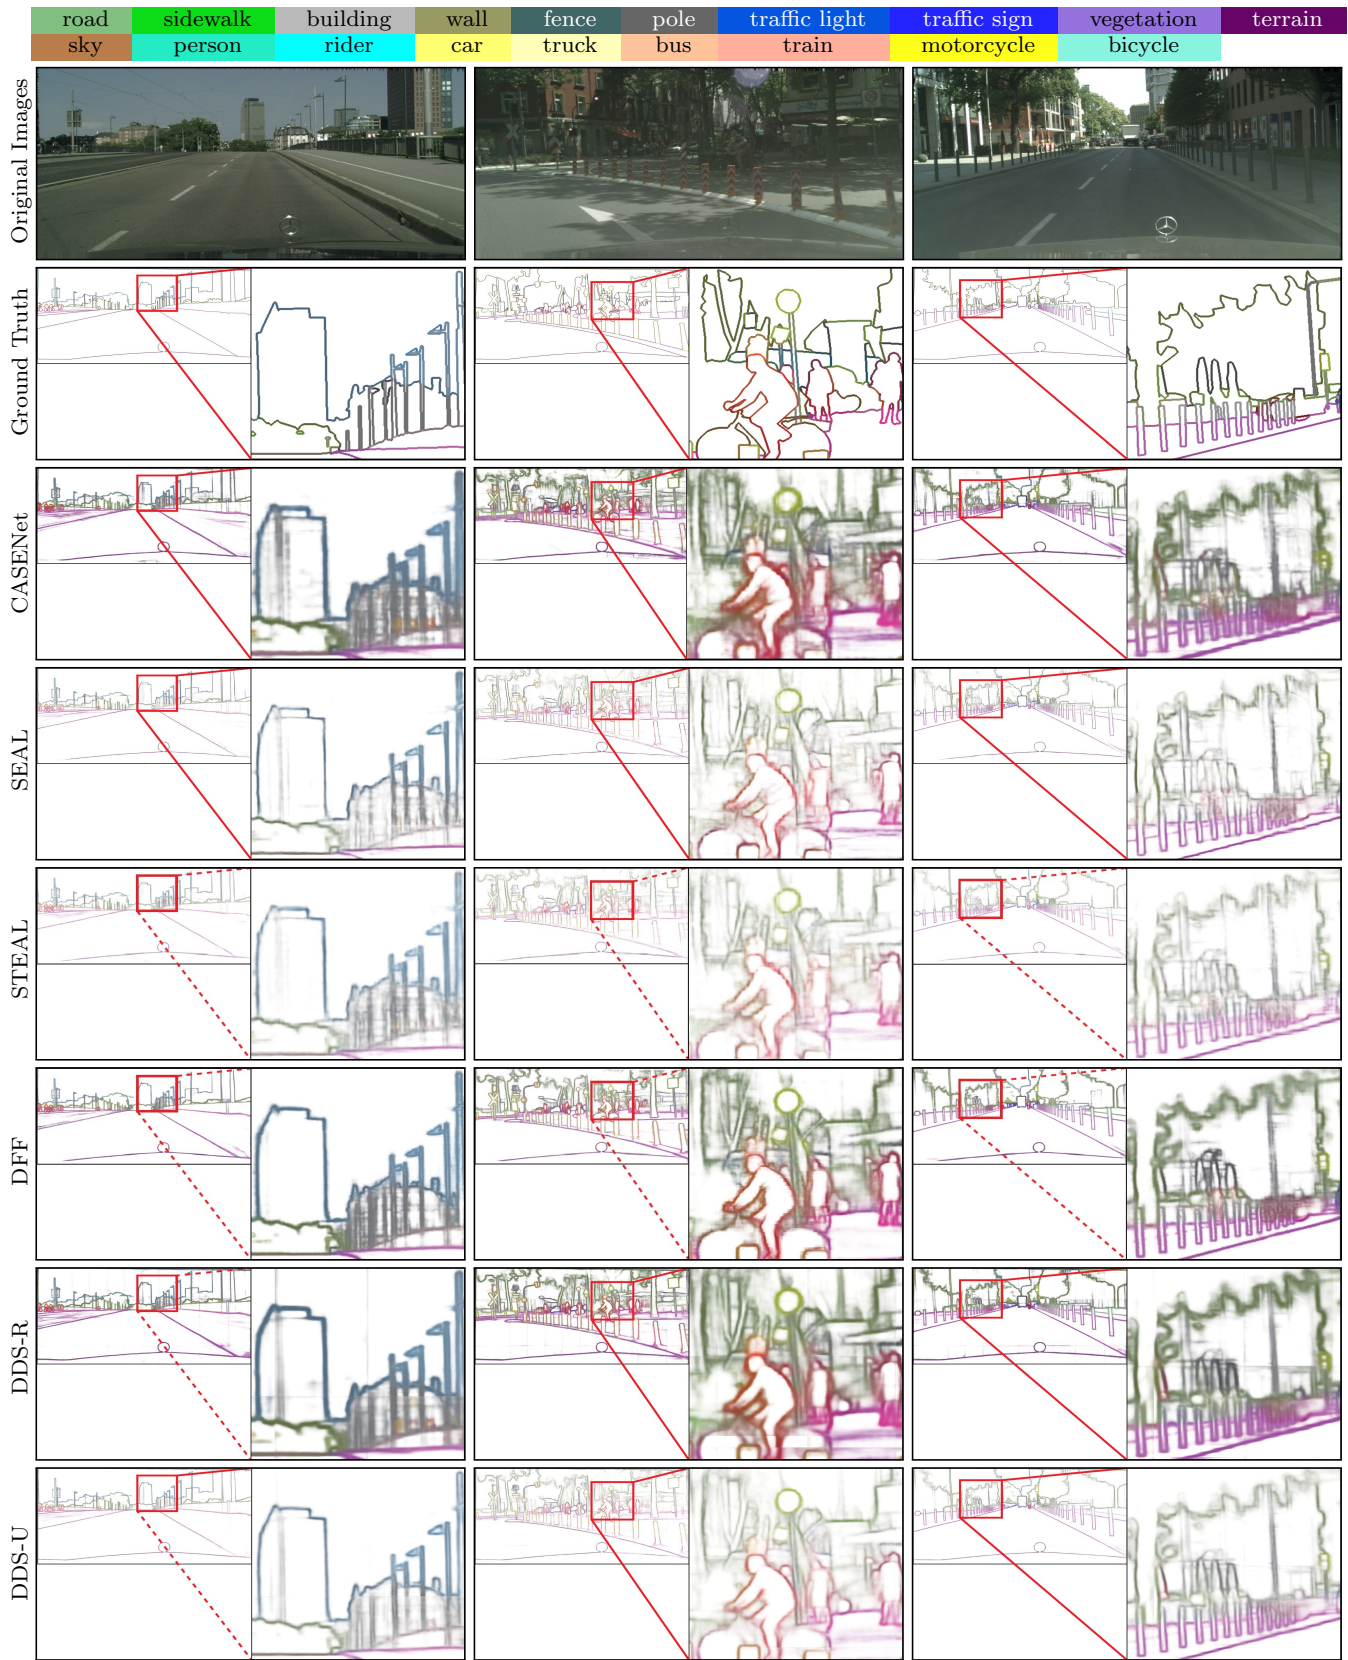 road sidewalk building wall fence pole traffic light traffic sign vegetation terrain
sky person rider car truck bus train motorcycle bicycle
Original Images
Ground Truth
CASENet
SEAL
STEAL
DFF
DDS-R
DDS-U